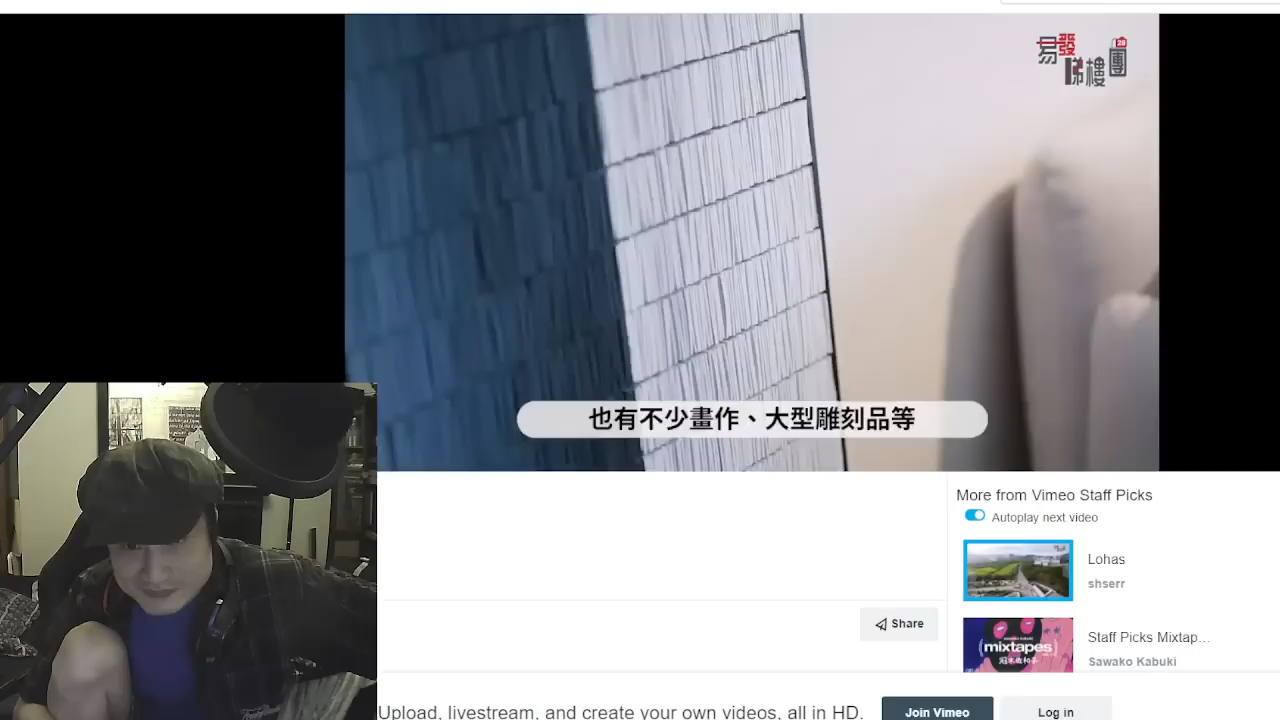 易發
28
睇樓團
也有不少畫作、大型雕刻品等
More from Vimeo Staff Picks
Autoplay next video
Lohas
shserr
mixtapes
Staff Picks Mixtap…
Sawako Kabuki
Share
Upload, livestream, and create your own videos, all in HD.
Join Vimeo
Log in